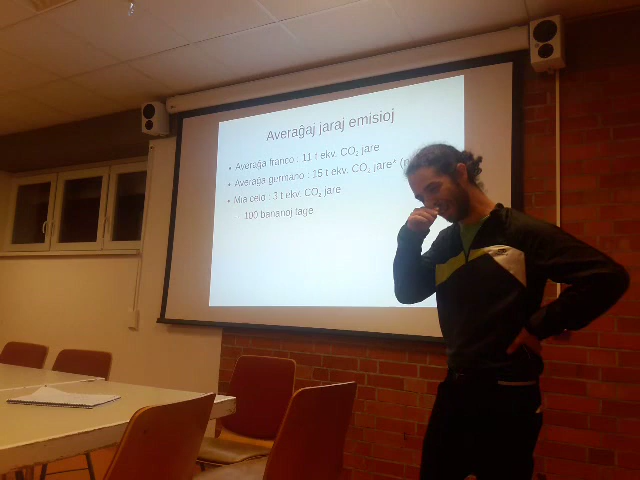 Averaĝaj jaraj emisioj
• Averaĝa franco : 11 t ekv. CO₂ jare
• Averaĝa germano : 15 t ekv. CO₂ jare*
• Mia celo : 3 t ekv. CO₂ jare
100 bananoj tage